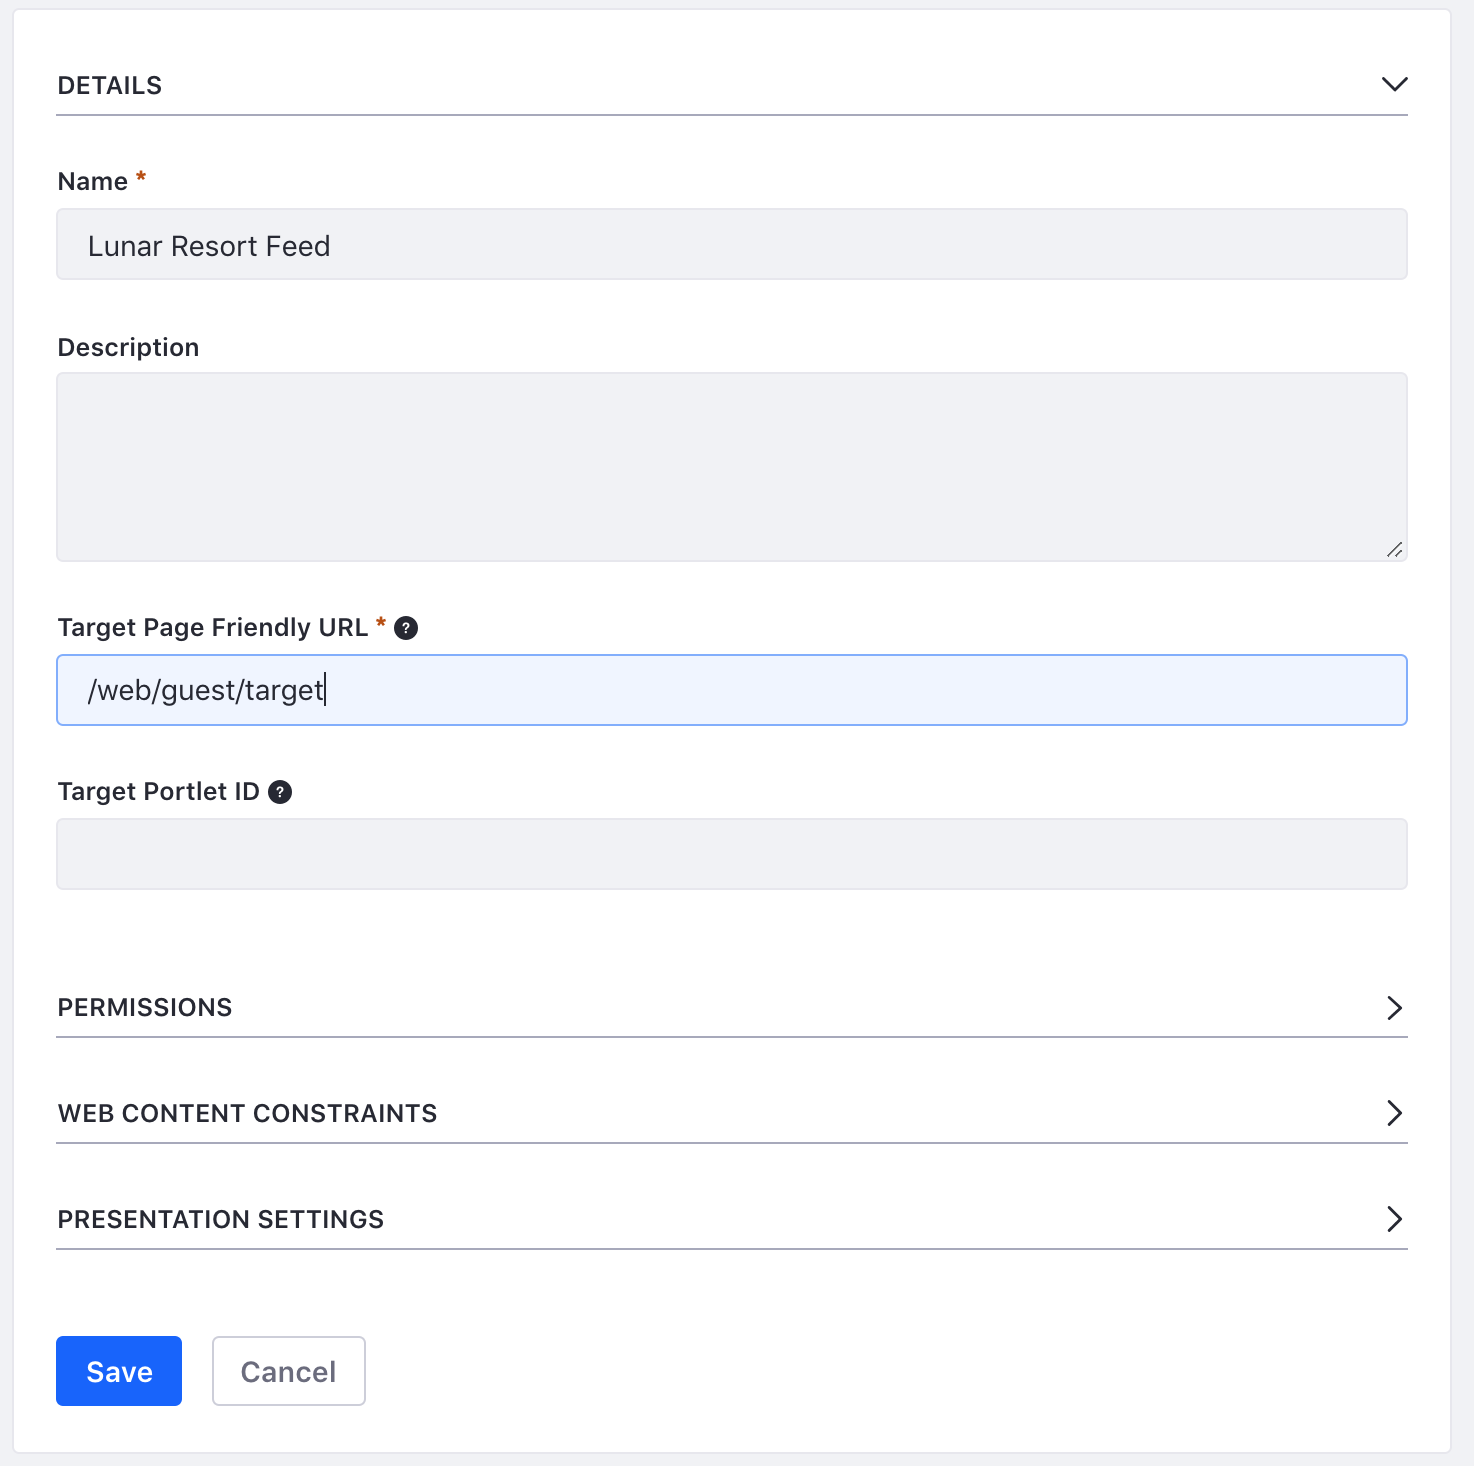 DETAILS
Name *
Lunar Resort Feed
Description
Target Page Friendly URL * ?
/web/guest/target
Target Portlet ID ?
PERMISSIONS
WEB CONTENT CONSTRAINTS
PRESENTATION SETTINGS
Save Cancel